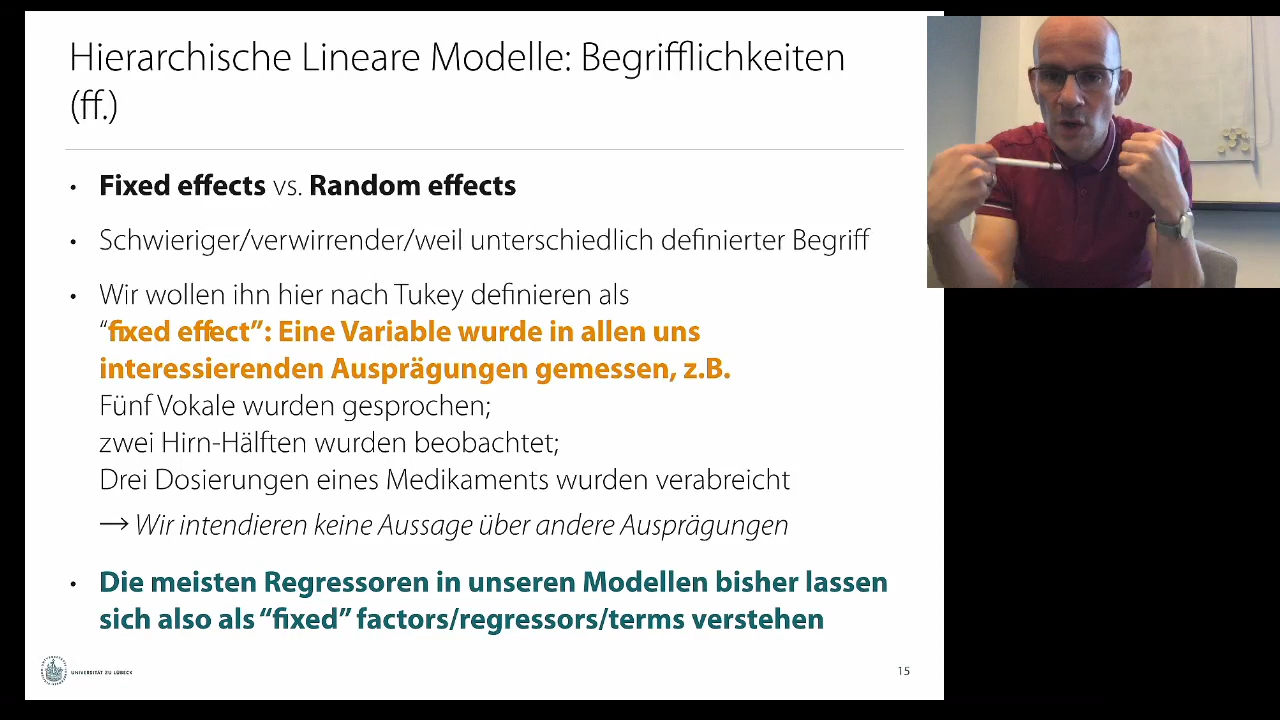 Hierarchische Lineare Modelle: Begrifflichkeiten
(ff.)
• Fixed effects vs. Random effects
• Schwieriger/verwirrender/weil unterschiedlich definierter Begriff
• Wir wollen ihn hier nach Tukey definieren als
“fixed effect”: Eine Variable wurde in allen uns
interessierenden Ausprägungen gemessen, z.B.
Fünf Vokale wurden gesprochen;
zwei Hirn-Hälften wurden beobachtet;
Drei Dosierungen eines Medikaments wurden verabreicht
→ Wir intendieren keine Aussage über andere Ausprägungen
• Die meisten Regressoren in unseren Modellen bisher lassen
sich also als “fixed” factors/regressors/terms verstehen
UNIVERSITÄT ZU LÜBECK
15